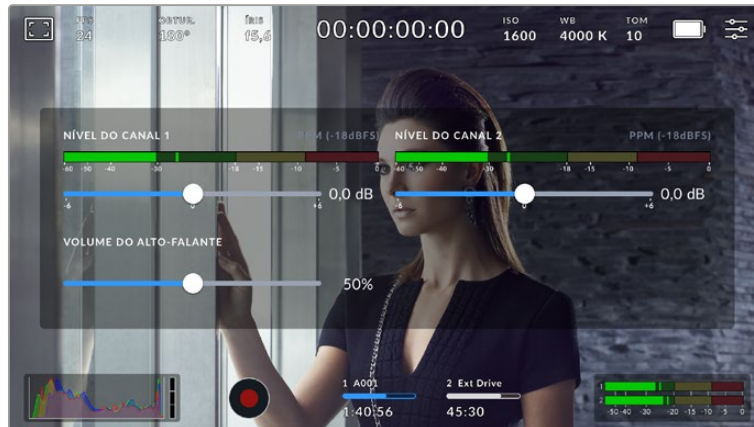 FPS OBTUR. ÍRIS 00:00:00:00 ISO WB TOM
24 180° f5,6 1600 4000 K 10
NÍVEL DO CANAL 1 PPM (-18dBFS) NÍVEL DO CANAL 2 PPM (-18dBFS)
-60 -50 -40 -30 -18 -15 -10 -5 0 -60 -50 -40 -30 -18 -15 -10 -5 0
0,0 dB 0,0 dB
-6 0 +6 -6 0 +6
VOLUME DO ALTO-FALANTE
50%
1 A001 2 Ext Drive
1:40:56 45:30
1
2
-50 -40 -30 -20 -15 -10 -5 0